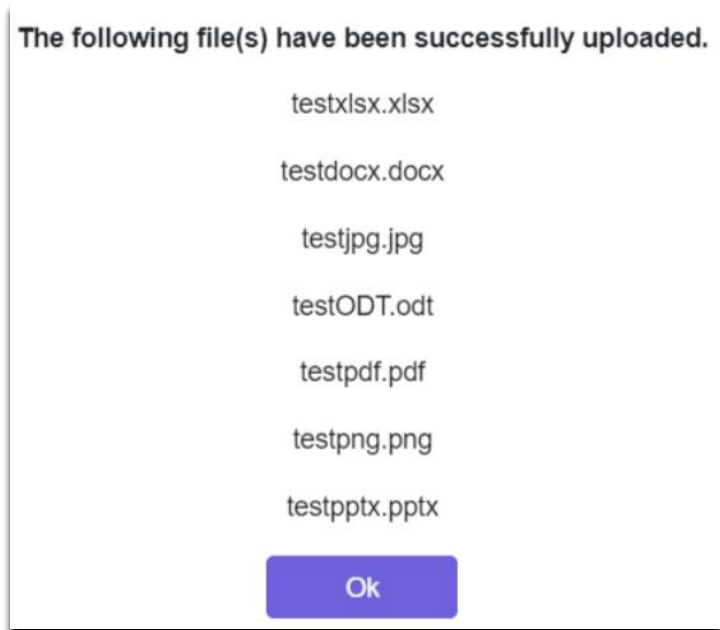 The following file(s) have been successfully uploaded.
testxlsx.xlsx
testdocx.docx
testjpg.jpg
testODT.odt
testpdf.pdf
testpng.png
testpptx.pptx
Ok